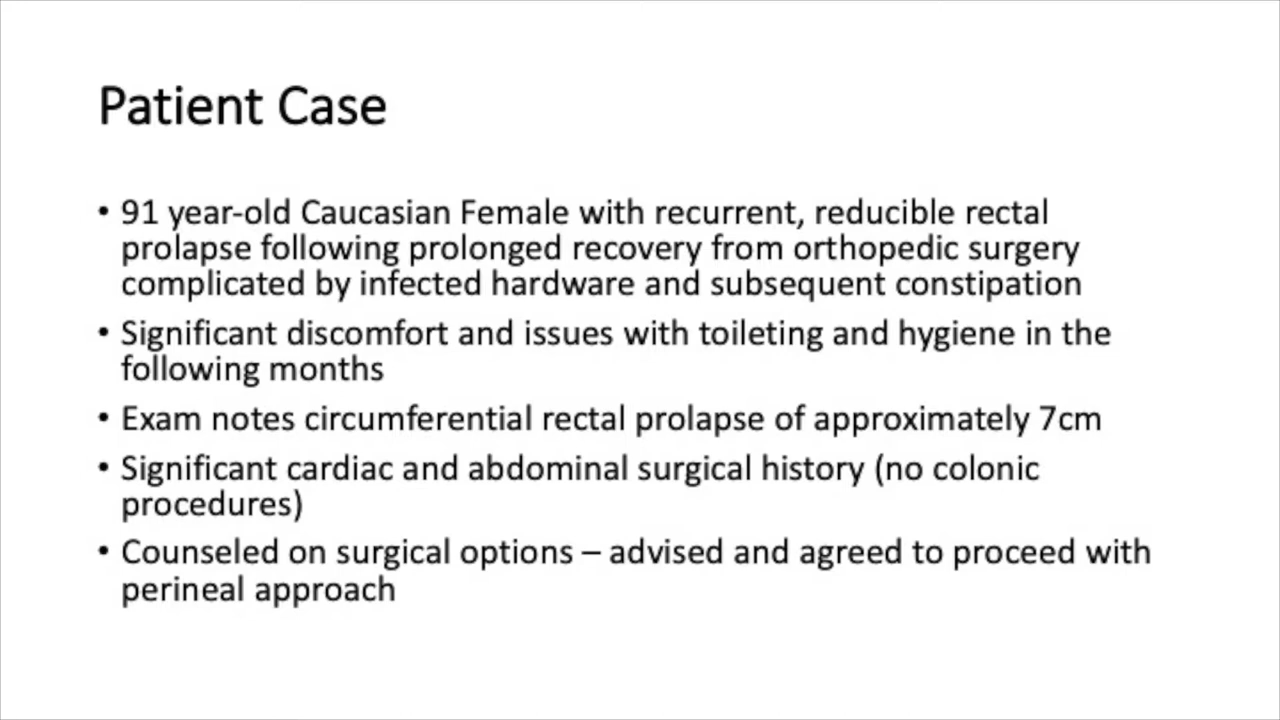 Patient Case
• 91 year-old Caucasian Female with recurrent, reducible rectal
prolapse following prolonged recovery from orthopedic surgery
complicated by infected hardware and subsequent constipation
• Significant discomfort and issues with toileting and hygiene in the
following months
• Exam notes circumferential rectal prolapse of approximately 7cm
• Significant cardiac and abdominal surgical history (no colonic
procedures)
• Counseled on surgical options – advised and agreed to proceed with
perineal approach